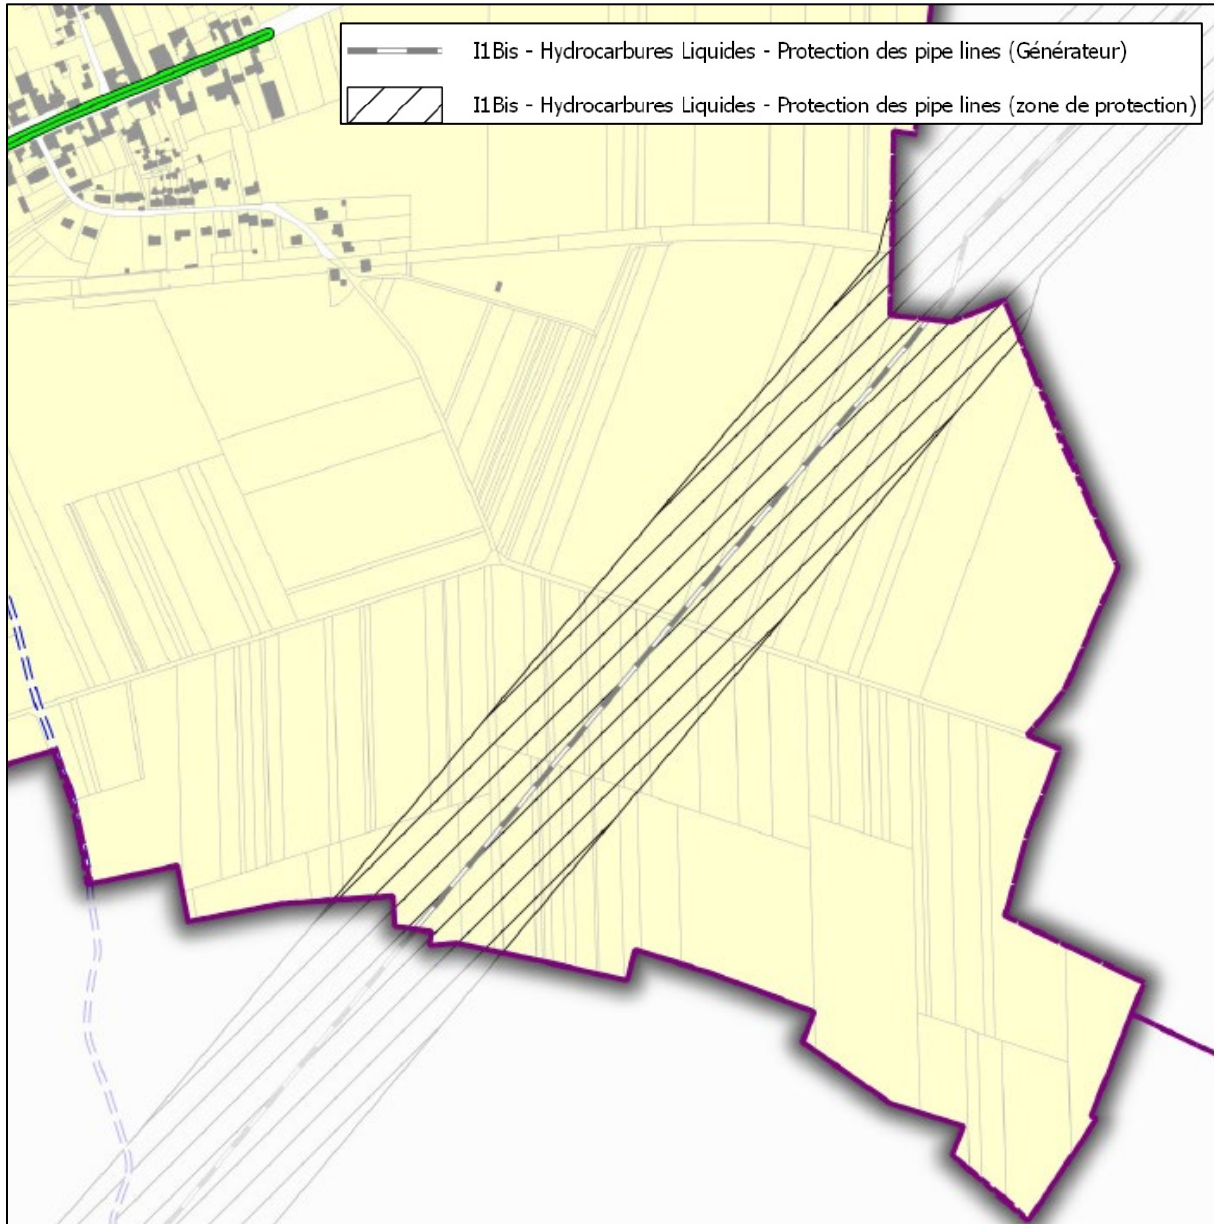 I1Bis - Hydrocarbures Liquides - Protection des pipe lines (Générateur)
I1Bis - Hydrocarbures Liquides - Protection des pipe lines (zone de protection)